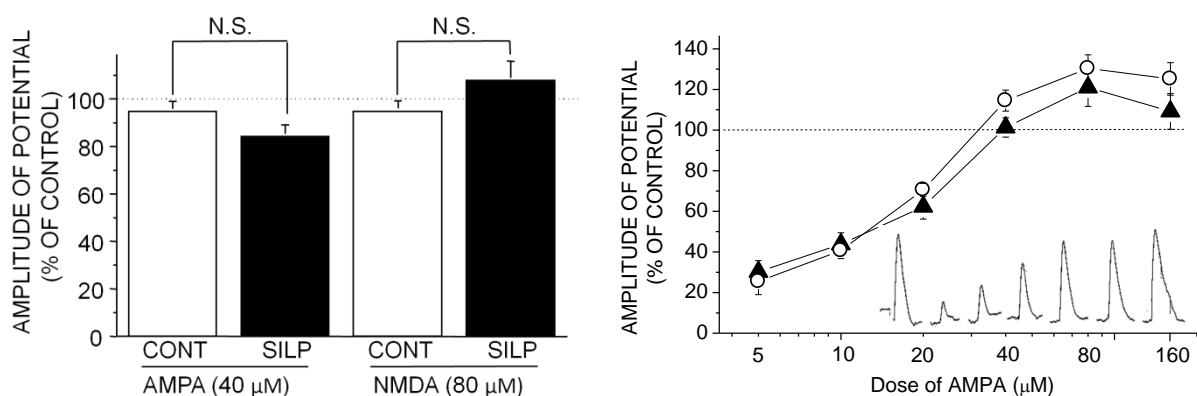 N.S.
N.S.
AMPLITUDE OF POTENTIAL
(% OF CONTROL)
100
80
60
40
20
0
CONT
SILP
CONT
SILP
AMPA (40 μM)
NMDA (80 μM)
AMPLITUDE OF POTENTIAL
(% OF CONTROL)
140
120
100
80
60
40
20
0
5
10
20
40
80
160
Dose of AMPA (μM)